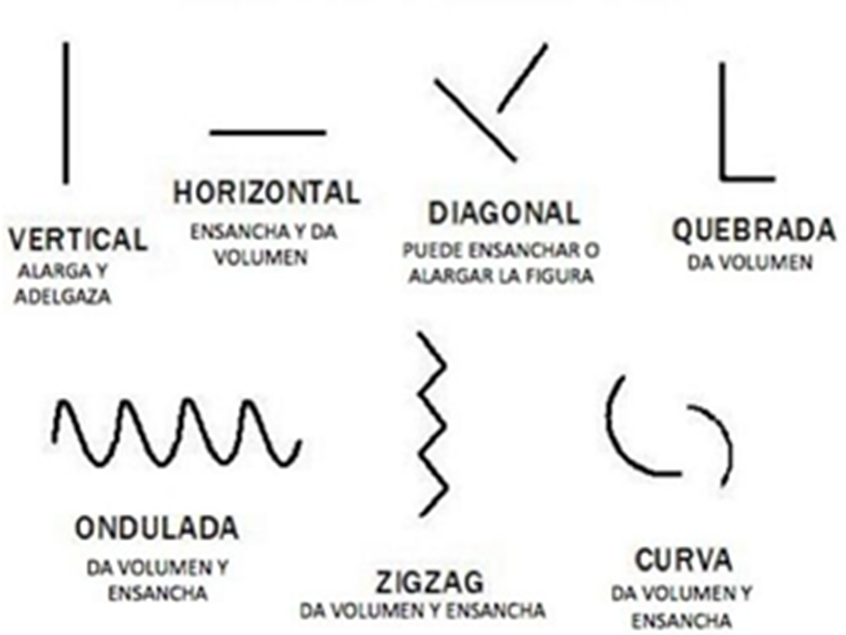 VERTICAL
ALARGA Y
ADELGAZA
HORIZONTAL
ENSANCHA Y DA
VOLUMEN
DIAGONAL
PUEDE ENSANCHAR O
ALARGAR LA FIGURA
QUEBRADA
DA VOLUMEN
ONDULADA
DA VOLUMEN Y
ENSANCHA
ZIGZAG
DA VOLUMEN Y ENSANCHA
CURVA
DA VOLUMEN Y
ENSANCHA